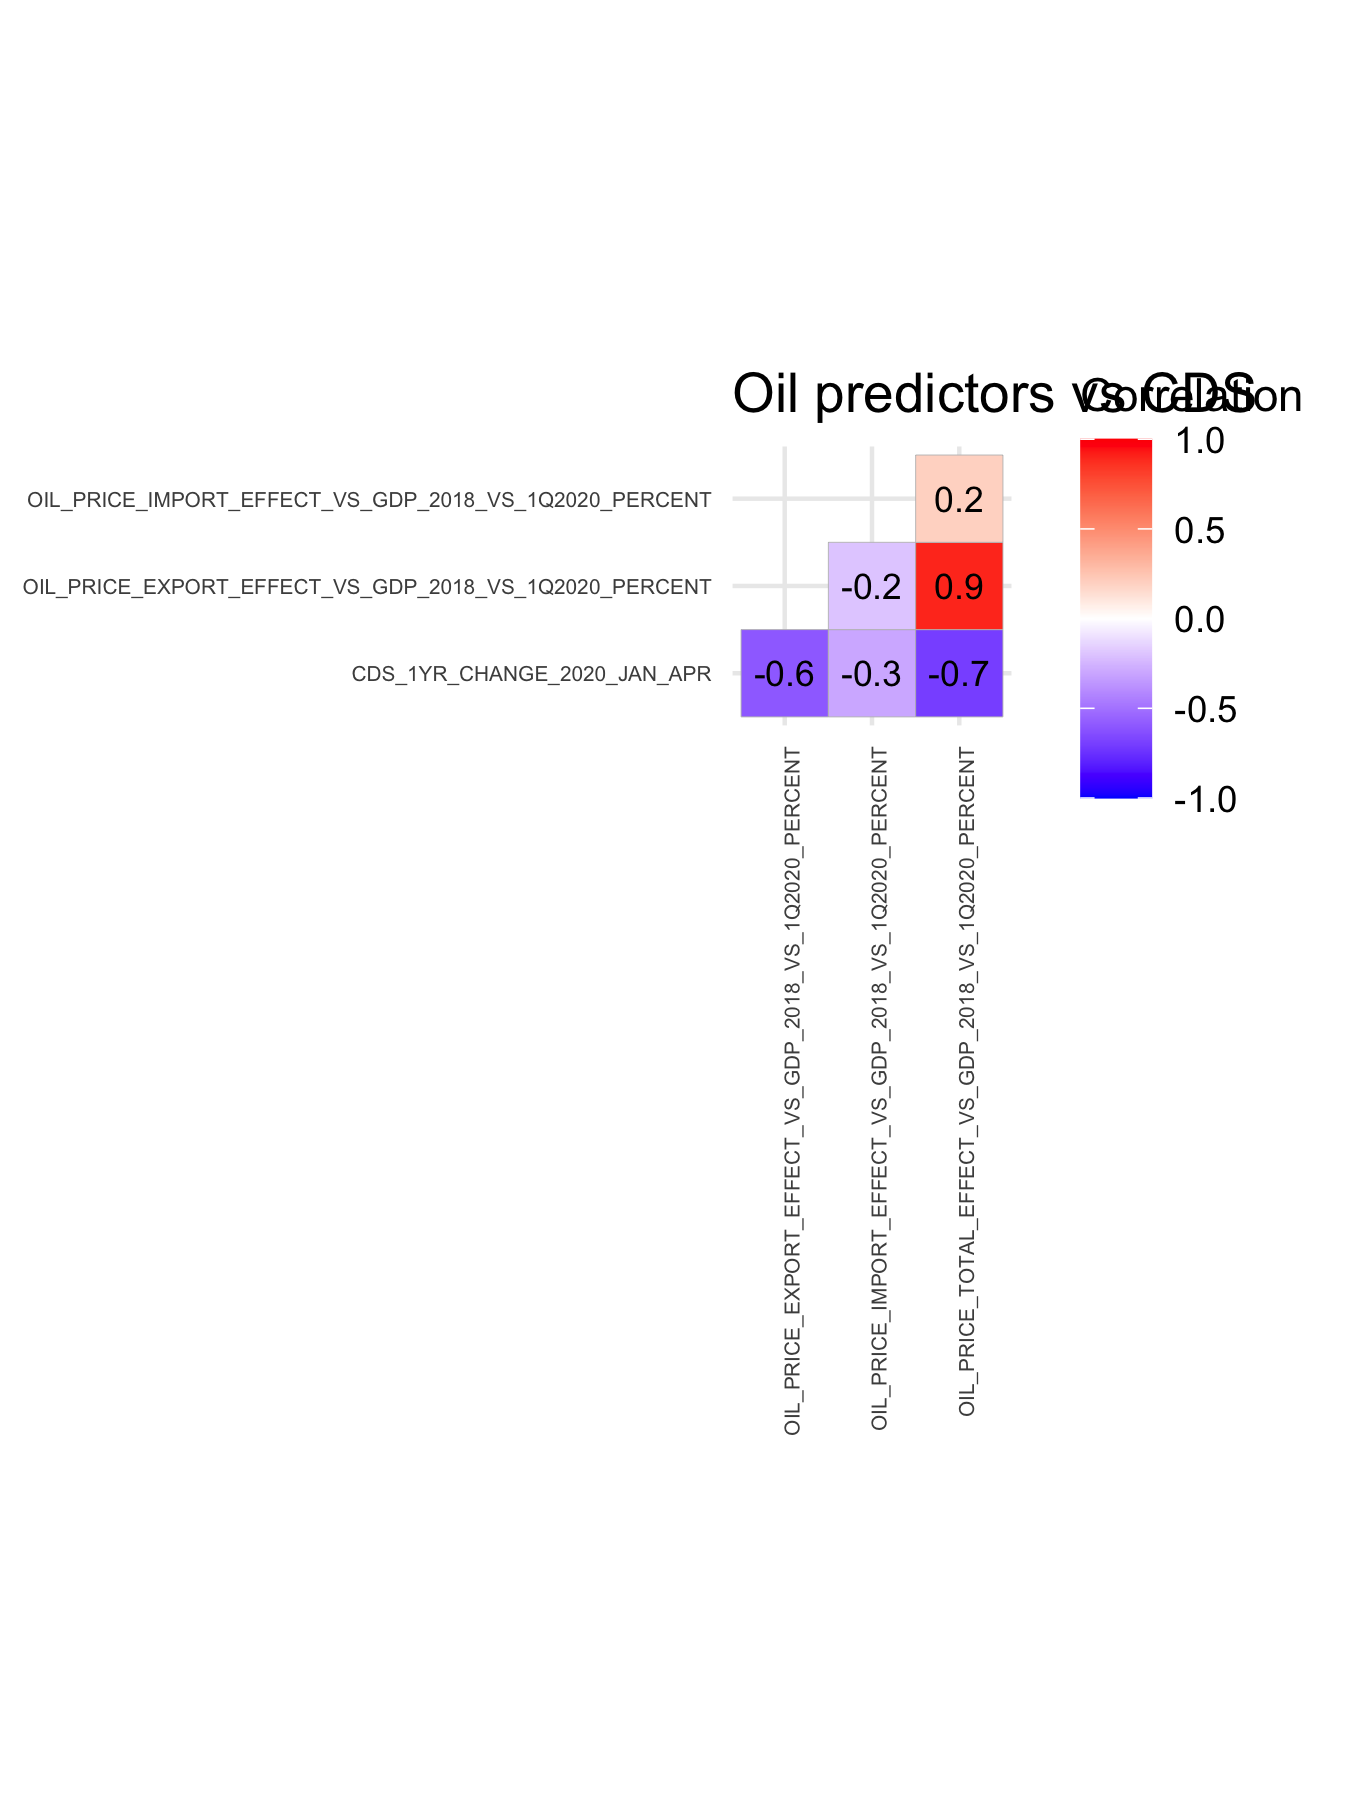 Oil predictors vs CDS
Correlation
1.0
0.5
0.0
-0.5
-1.0
OIL_PRICE_IMPORT_EFFECT_VS_GDP_2018_VS_1Q2020_PERCENT
0.2
OIL_PRICE_EXPORT_EFFECT_VS_GDP_2018_VS_1Q2020_PERCENT
-0.2 0.9
CDS_1YR_CHANGE_2020_JAN_APR
-0.6 -0.3 -0.7
OIL_PRICE_EXPORT_EFFECT_VS_GDP_2018_VS_1Q2020_PERCENT
OIL_PRICE_IMPORT_EFFECT_VS_GDP_2018_VS_1Q2020_PERCENT
OIL_PRICE_TOTAL_EFFECT_VS_GDP_2018_VS_1Q2020_PERCENT